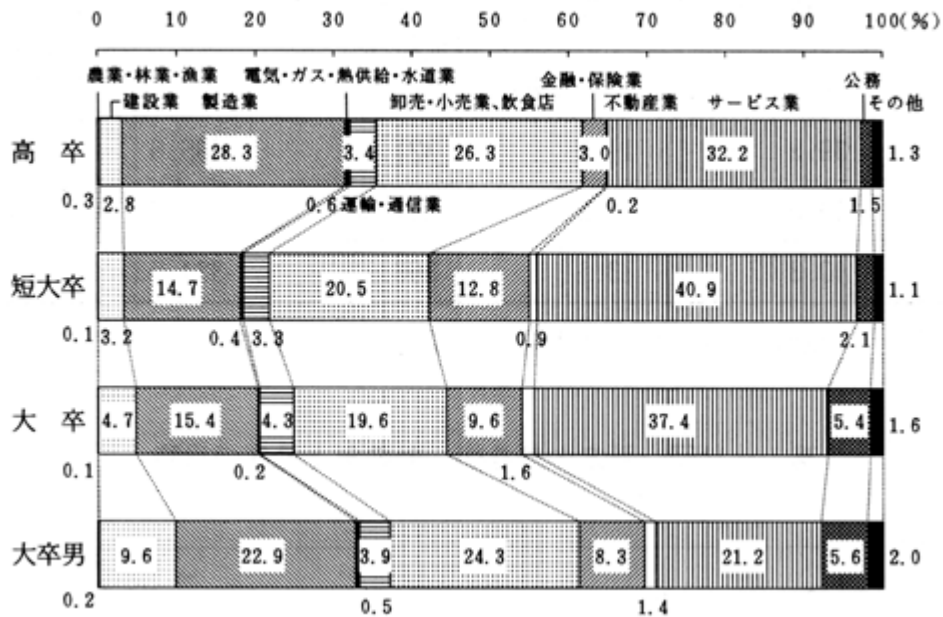 0 10 20 30 40 50 60 70 80 90 100(%)
農業・林業・漁業 電気・ガス・熱供給・水道業 金融・保険業 公務
建設業 製造業 卸売・小売業、飲食店 不動産業 サービス業 その他
高 卒 28.3 3.4 26.3 3.0 32.2 1.3
0.3 2.8 0.6 運輸・通信業 0.2 1.5
短大卒 14.7 20.5 12.8 40.9 1.1
0.1 3.2 0.4 3.3 0.9 2.1
大 卒 4.7 15.4 4.3 19.6 9.6 37.4 5.4 1.6
0.1 0.2 1.6
大卒男 9.6 22.9 3.9 24.3 8.3 21.2 5.6 2.0
0.2 0.5 1.4